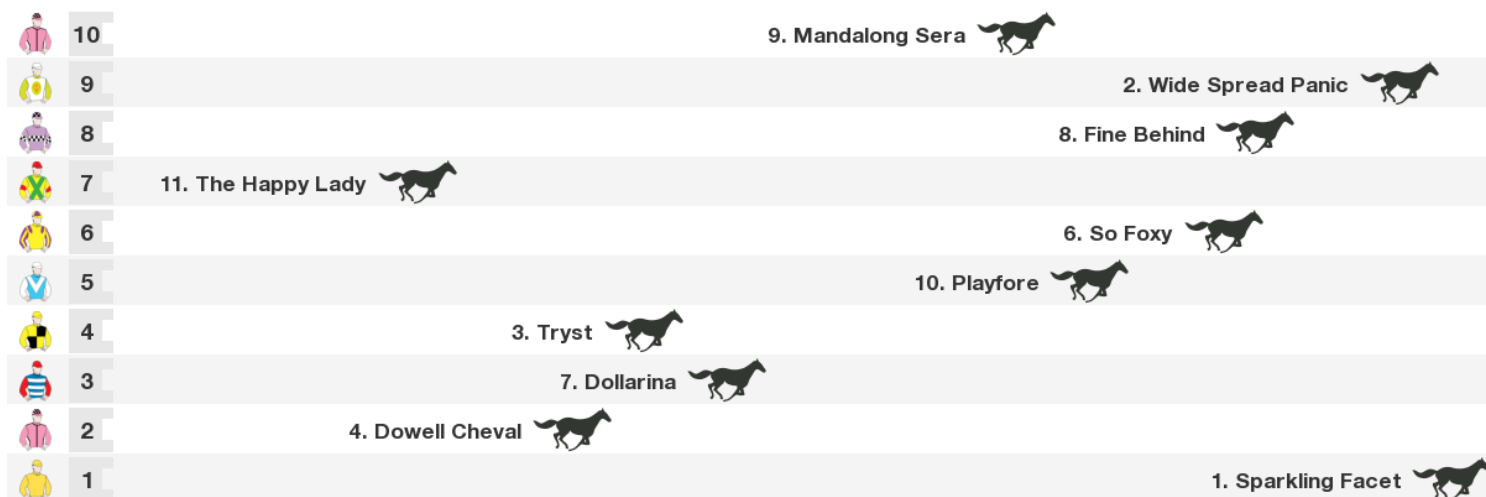 10 9. Mandalong Sera
9 2. Wide Spread Panic
8 8. Fine Behind
7 11. The Happy Lady
6 6. So Foxy
5 10. Playfore
4 3. Tryst
3 7. Dollarina
2 4. Dowell Cheval
1 1. Sparkling Facet